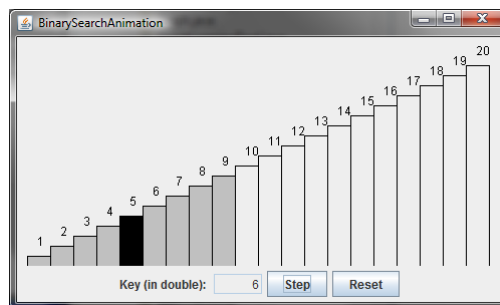 BinarySearchAnimation
1 2 3 4 5 6 7 8 9 10 11 12 13 14 15 16 17 18 19 20
Key (in double): 6 Step Reset